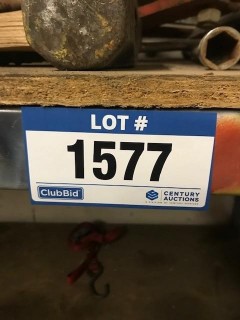 LOT #
1577
ClubBid
CENTURY
AUCTIONS